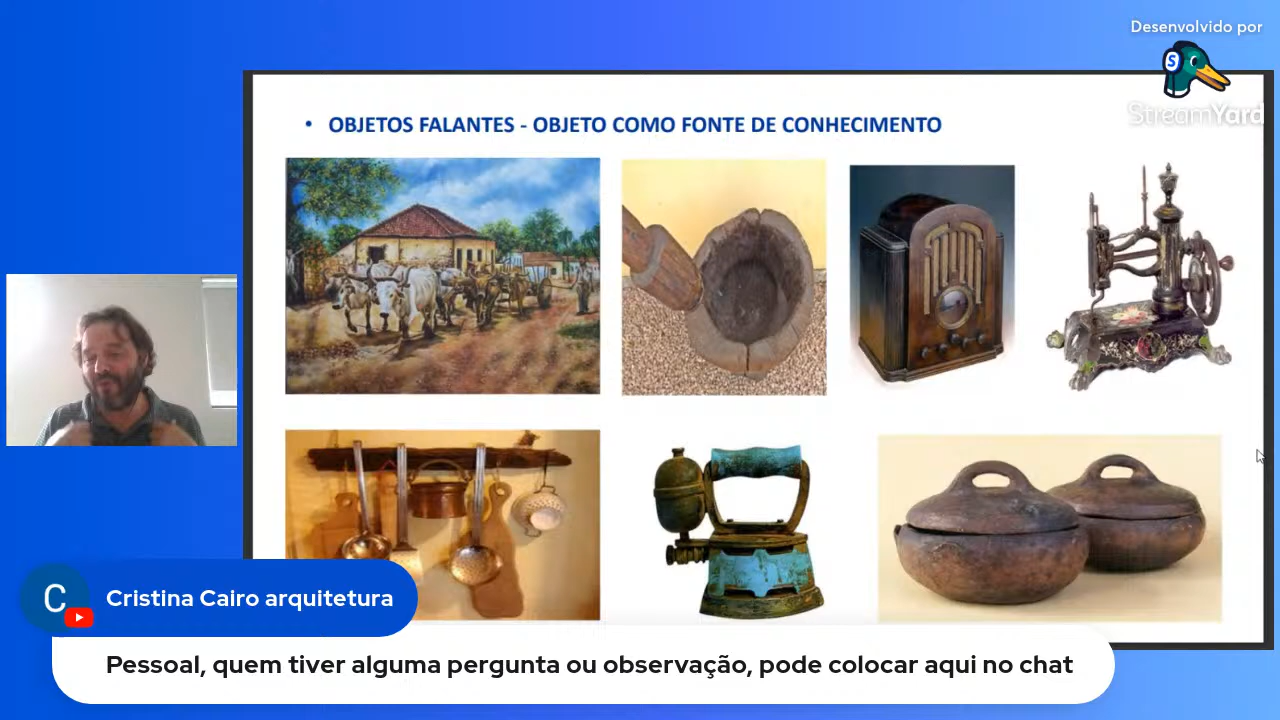 Desenvolvido por
S
StreamYard
• OBJETOS FALANTES - OBJETO COMO FONTE DE CONHECIMENTO
C
Cristina Cairo arquitetura
Pessoal, quem tiver alguma pergunta ou observação, pode colocar aqui no chat